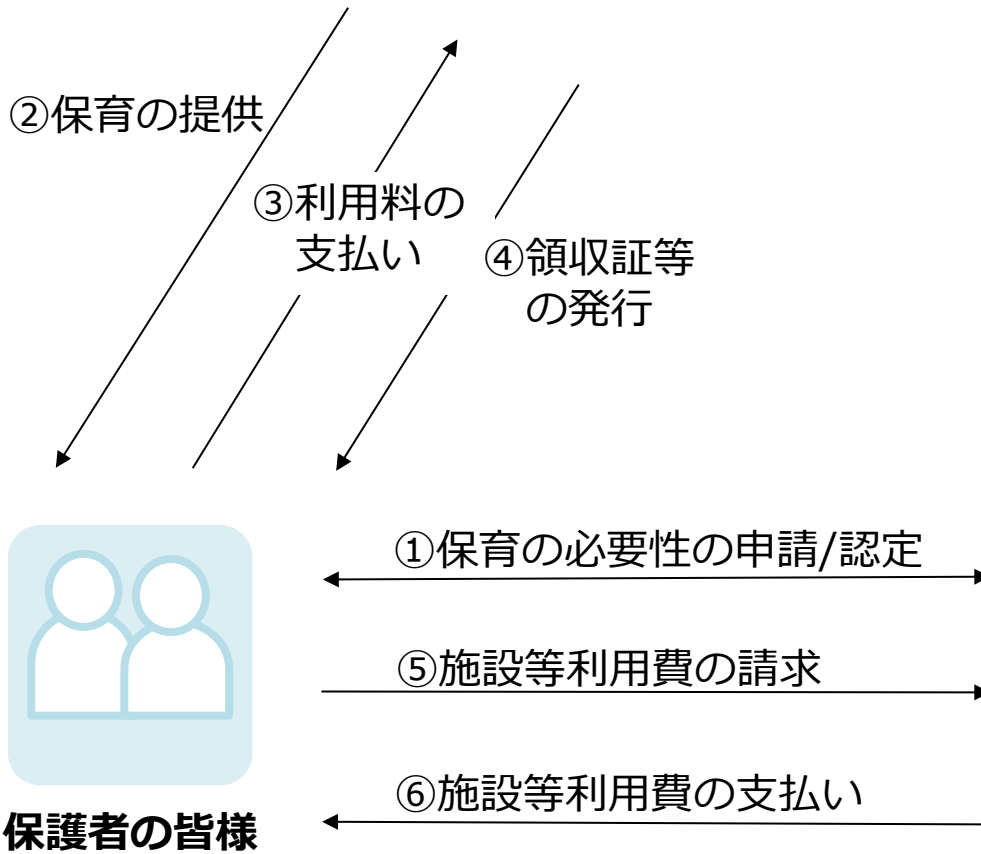 ②保育の提供
③利用料の
支払い
④領収証等
の発行
①保育の必要性の申請/認定
⑤施設等利用費の請求
⑥施設等利用費の支払い
保護者の皆様